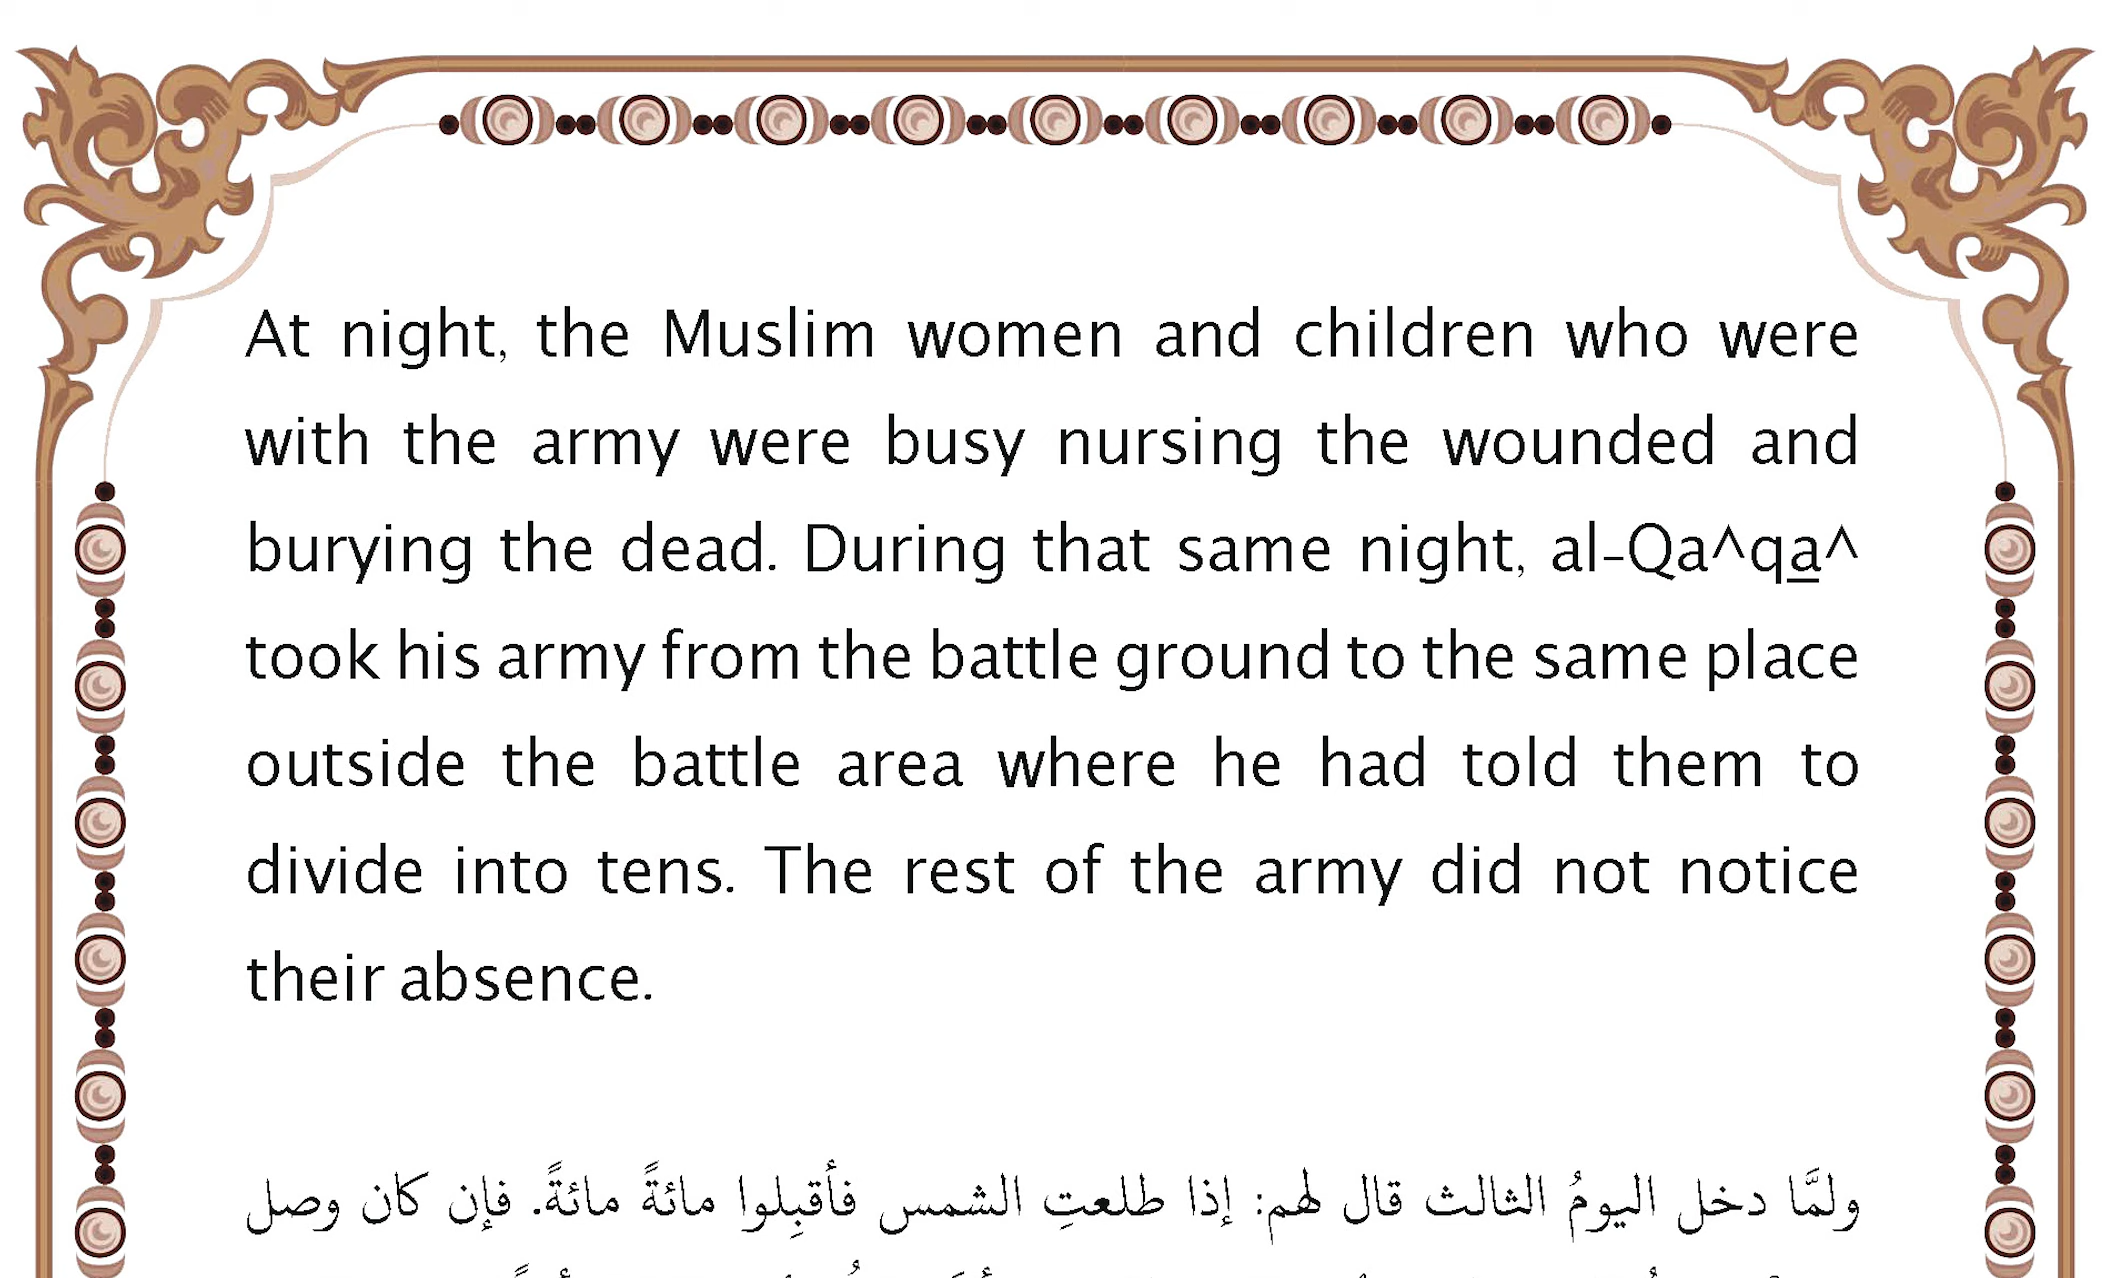 At night, the Muslim women and children who were
with the army were busy nursing the wounded and
burying the dead. During that same night, al-Qa^qa^
took his army from the battle ground to the same place
outside the battle area where he had told them to
divide into tens. The rest of the army did not notice
their absence.
ولمَّا دخل اليومُ الثالث قال لهم: إذا طلعتِ الشمس فأقبِلوا مائةً مائةً. فإن كان وصل